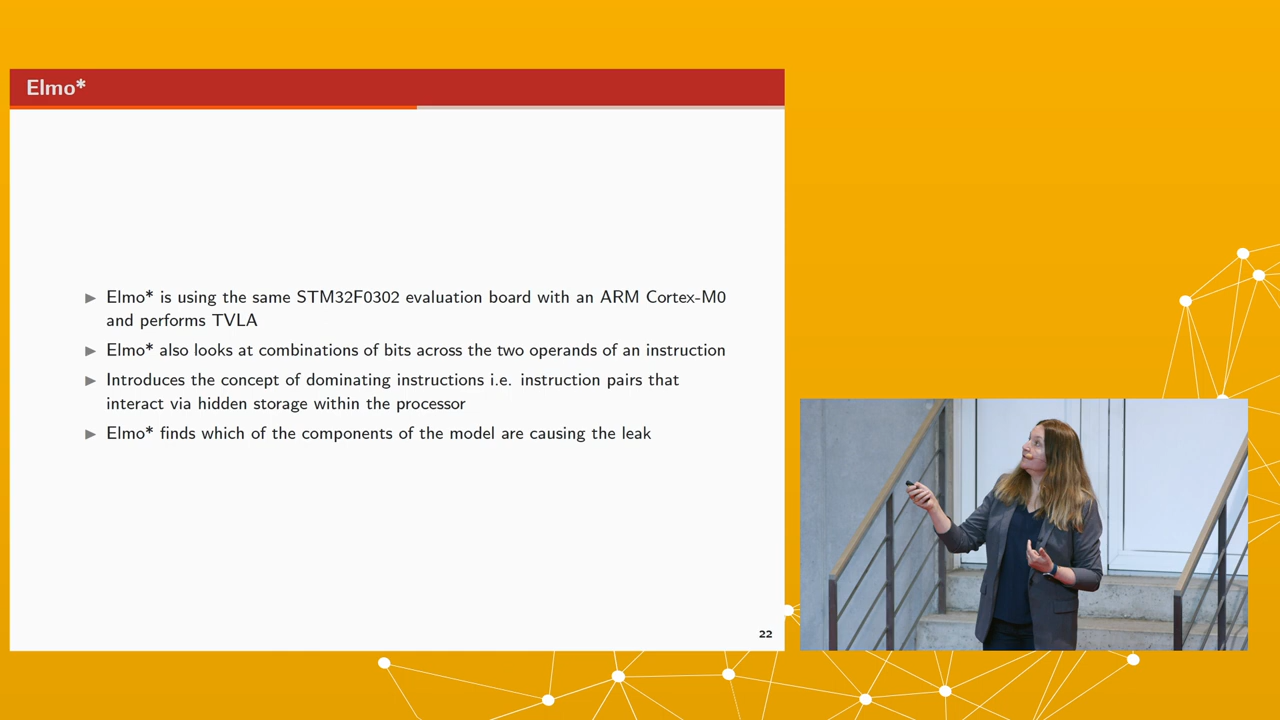 Elmo*
▶ Elmo* is using the same STM32F0302 evaluation board with an ARM Cortex-M0
and performs TVLA
▶ Elmo* also looks at combinations of bits across the two operands of an instruction
▶ Introduces the concept of dominating instructions i.e. instruction pairs that
interact via hidden storage within the processor
▶ Elmo* finds which of the components of the model are causing the leak
22